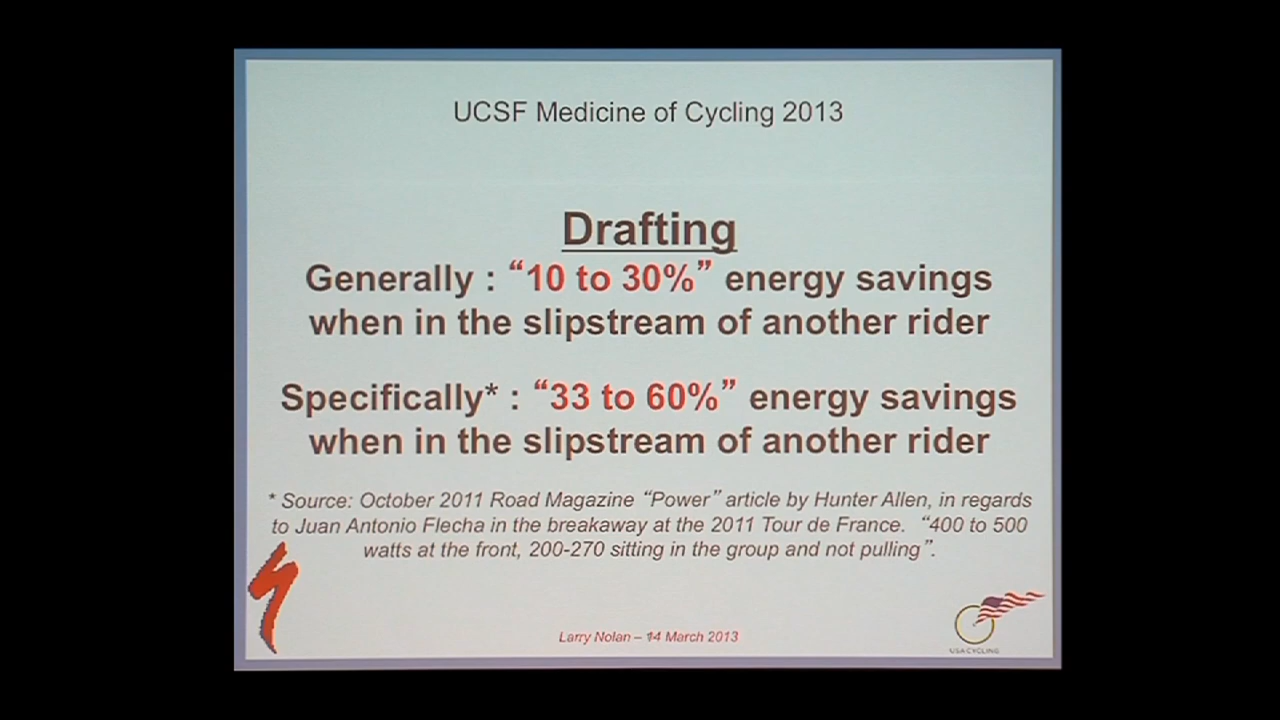 UCSF Medicine of Cycling 2013
Drafting
Generally : “10 to 30%” energy savings
when in the slipstream of another rider
Specifically* : “33 to 60%” energy savings
when in the slipstream of another rider
* Source: October 2011 Road Magazine “Power” article by Hunter Allen, in regards
to Juan Antonio Flecha in the breakaway at the 2011 Tour de France. “400 to 500
watts at the front, 200-270 sitting in the group and not pulling”.
Larry Nolan – 14 March 2013
USA CYCLING